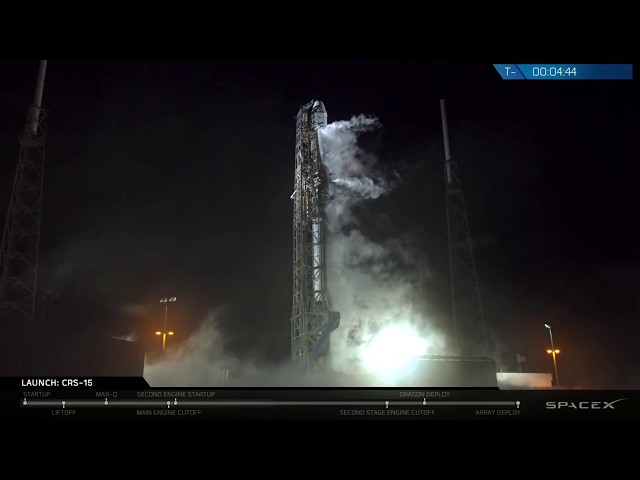 T- 00:04:44
LAUNCH: CRS-15
STARTUP MAX-Q SECOND ENGINE STARTUP DRAGON DEPLOY
LIFTOFF MAIN ENGINE CUTOFF SECOND STAGE ENGINE CUTOFF ARRAY DEPLOY
SPACEX